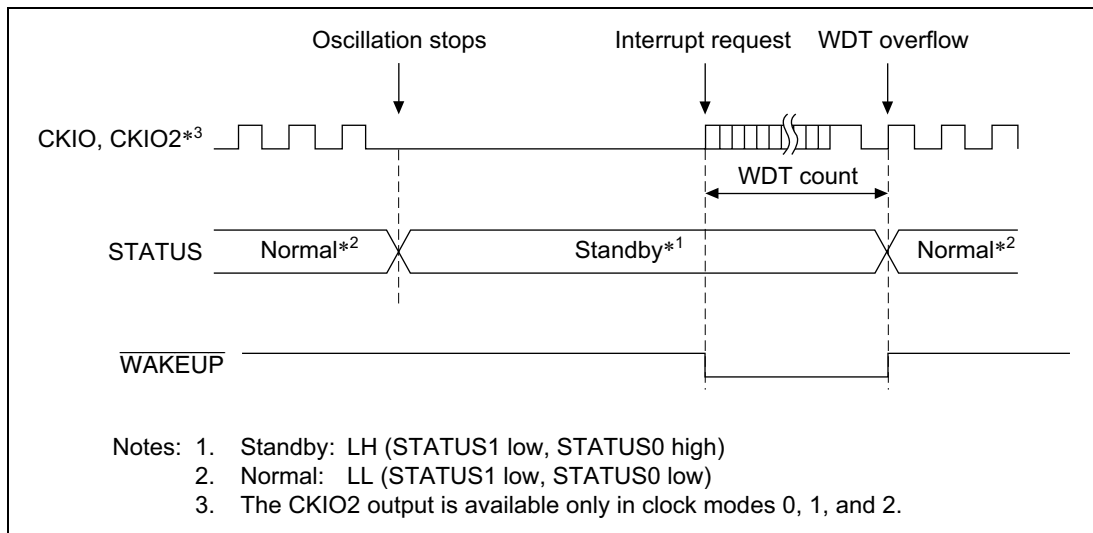 Oscillation stops Interrupt request WDT overflow
CKIO, CKIO2*3
WDT count
STATUS Normal*2 Standby*1 Normal*2
WAKEUP
Notes: 1. Standby: LH (STATUS1 low, STATUS0 high)
2. Normal: LL (STATUS1 low, STATUS0 low)
3. The CKIO2 output is available only in clock modes 0, 1, and 2.